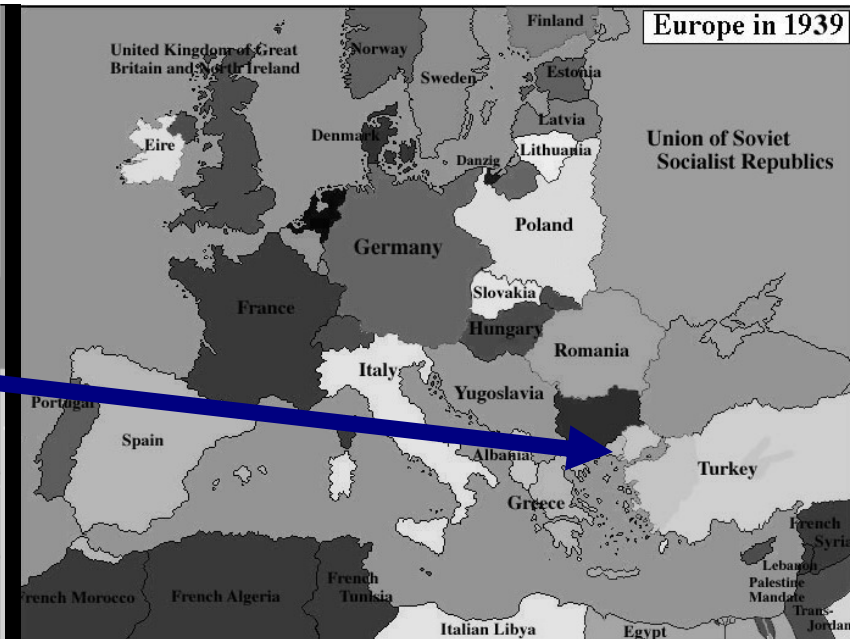 Europe in 1939
Finland
United Kingdom of Great
Britain and North Ireland
Norway
Sweden
Estonia
Latvia
Denmark
Eire
Lithuania
Danzig
Union of Soviet
Socialist Republics
Poland
Germany
Slovakia
France
Hungary
Romania
Italy
Yugoslavia
Portugal
Spain
Albania
Turkey
Greece
French
Syria
Lebanon
Palestine
Mandate
Trans-
Jordan
French Morocco
French Algeria
French
Tunisia
Italian Libya
Egypt